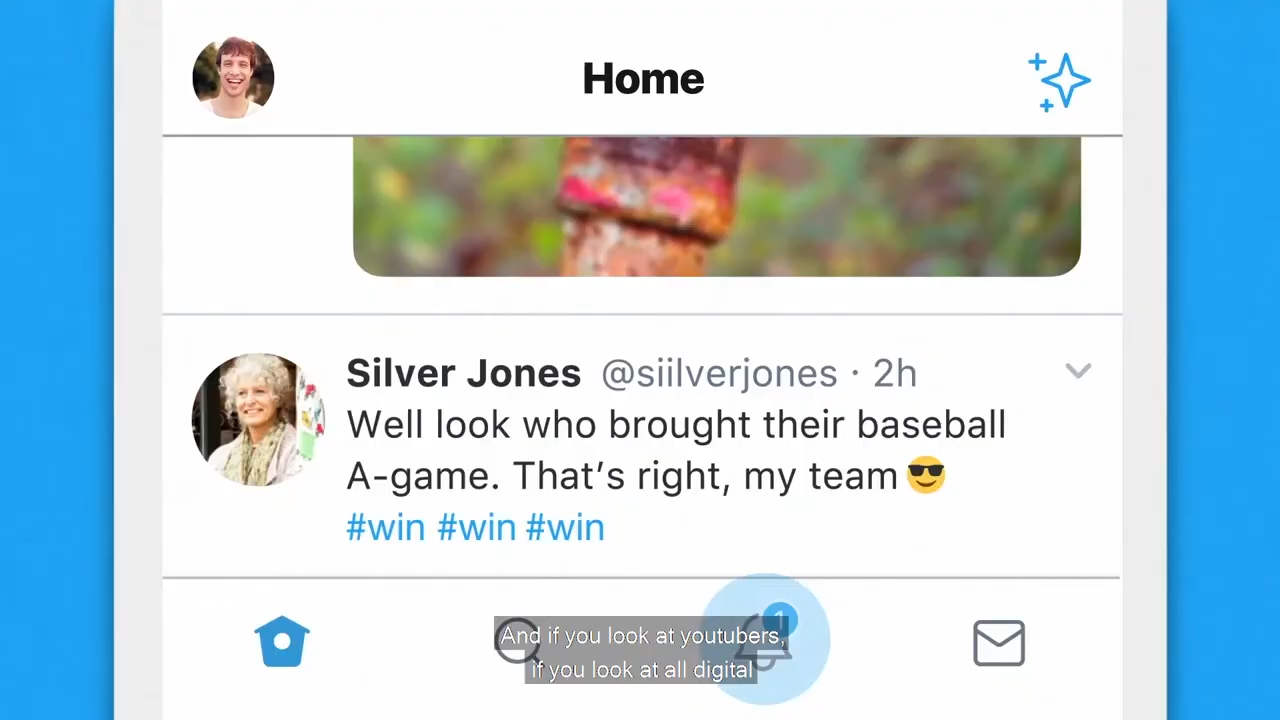 Home
Silver Jones @siilverjones · 2h
Well look who brought their baseball
A-game. That’s right, my team 😎
#win #win #win
1
And if you look at youtubers,
if you look at all digital